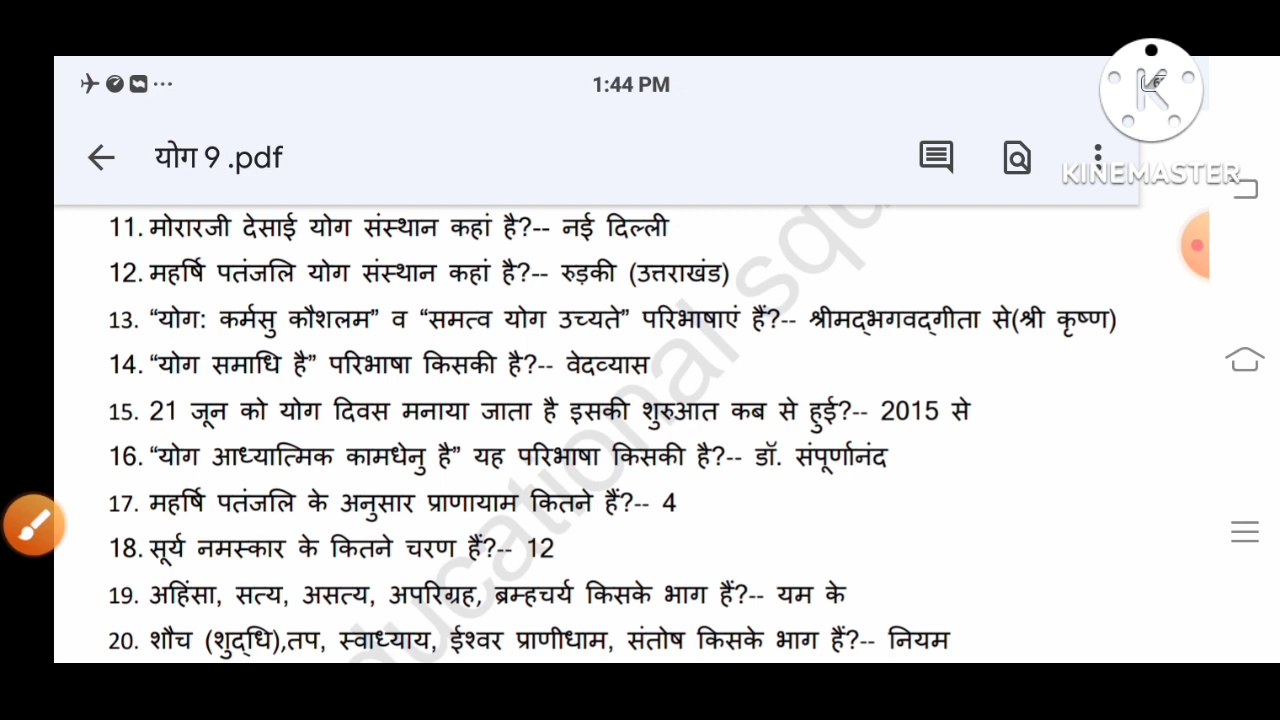 1:44 PM
योग 9 .pdf
KINEMASTER
11. मोरारजी देसाई योग संस्थान कहां है?-- नई दिल्ली
12. महर्षि पतंजलि योग संस्थान कहां है?-- रुड़की (उत्तराखंड)
13. “योग: कर्मसु कौशलम” व “समत्व योग उच्यते” परिभाषाएं हैं?-- श्रीमद्भगवद्गीता से(श्री कृष्ण)
14. “योग समाधि है” परिभाषा किसकी है?-- वेदव्यास
15. 21 जून को योग दिवस मनाया जाता है इसकी शुरुआत कब से हुई?-- 2015 से
16. “योग आध्यात्मिक कामधेनु है” यह परिभाषा किसकी है?-- डॉ. संपूर्णानंद
17. महर्षि पतंजलि के अनुसार प्राणायाम कितने हैं?-- 4
18. सूर्य नमस्कार के कितने चरण हैं?-- 12
19. अहिंसा, सत्य, असत्य, अपरिग्रह, ब्रम्हचर्य किसके भाग हैं?-- यम के
20. शौच (शुद्धि),तप, स्वाध्याय, ईश्वर प्राणीधाम, संतोष किसके भाग हैं?-- नियम